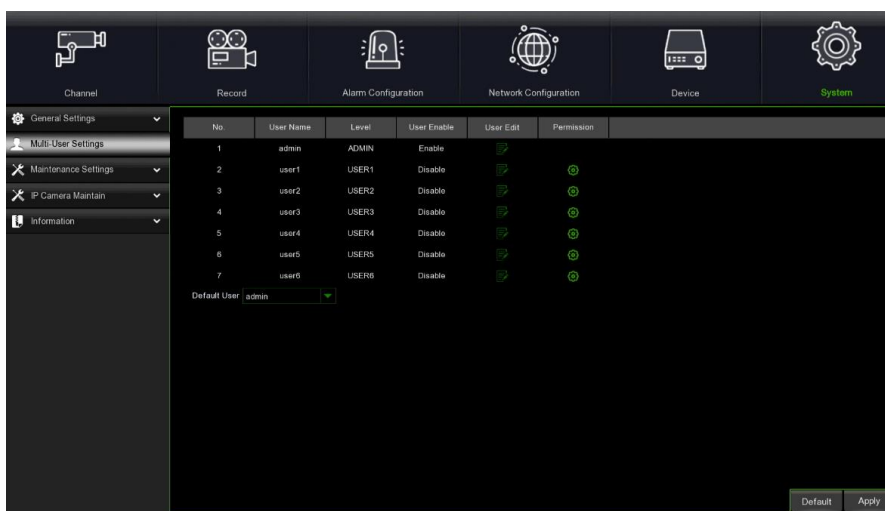 Channel Record Alarm Configuration Network Configuration Device System
General Settings
Multi-User Settings
Maintenance Settings
IP Camera Maintain
Information
No. User Name Level User Enable User Edit Permission
1 admin ADMIN Enable
2 user1 USER1 Disable
3 user2 USER2 Disable
4 user3 USER3 Disable
5 user4 USER4 Disable
6 user5 USER5 Disable
7 user6 USER6 Disable
Default User admin
Default Apply